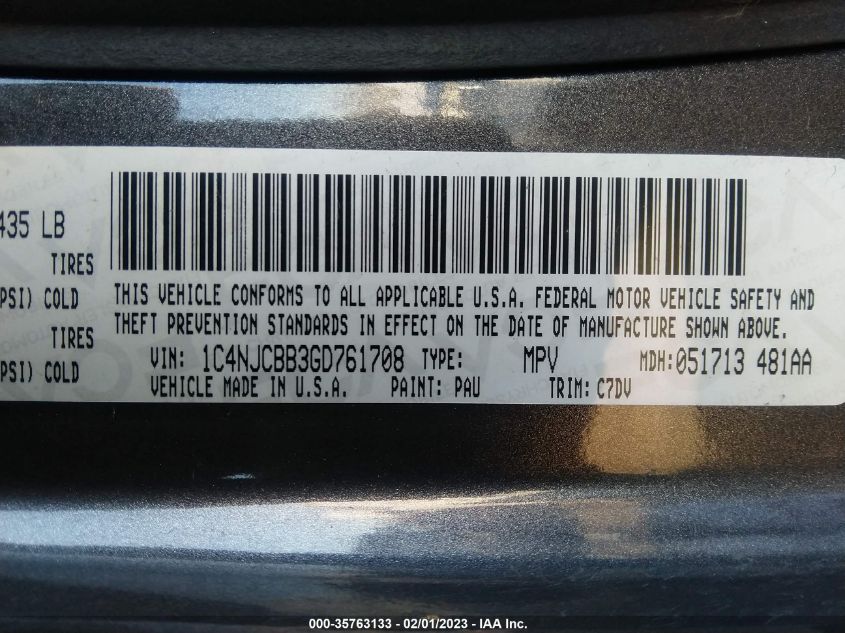 435 LB
TIRES
PSI) COLD
TIRES
PSI) COLD
THIS VEHICLE CONFORMS TO ALL APPLICABLE U.S.A. FEDERAL MOTOR VEHICLE SAFETY AND
THEFT PREVENTION STANDARDS IN EFFECT ON THE DATE OF MANUFACTURE SHOWN ABOVE.
VIN: 1C4NJCBB3GD761708 TYPE: MPV MDH:051713 481AA
VEHICLE MADE IN U.S.A. PAINT: PAU TRIM: C7DV
000-35763133 — 02/01/2023 — IAA Inc.